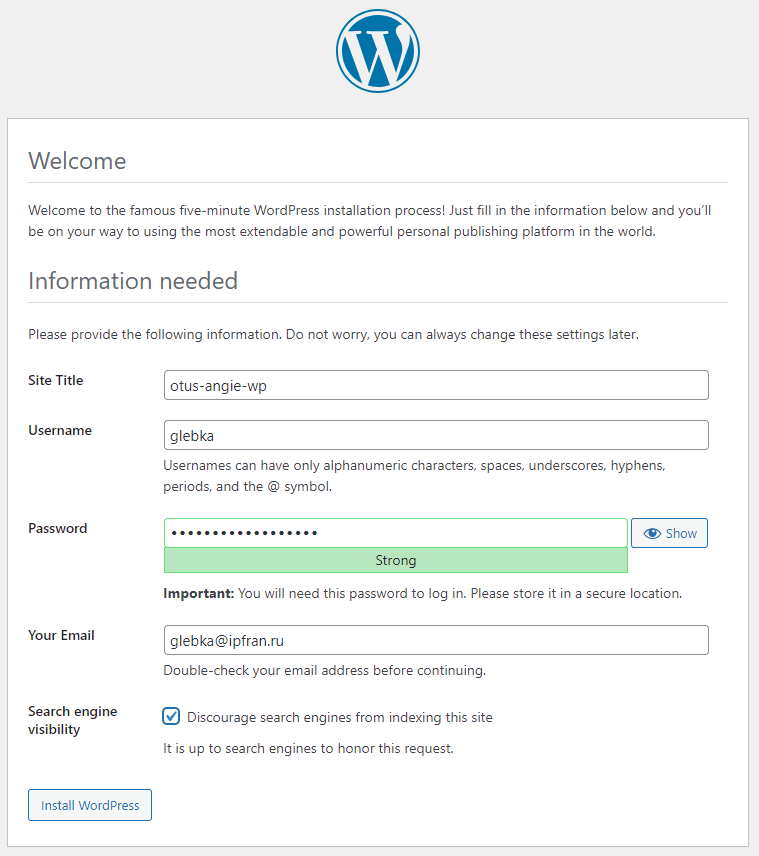 Welcome
Welcome to the famous five-minute WordPress installation process! Just fill in the information below and you’ll
be on your way to using the most extendable and powerful personal publishing platform in the world.
Information needed
Please provide the following information. Do not worry, you can always change these settings later.
Site Title
otus-angie-wp
Username
glebka
Usernames can have only alphanumeric characters, spaces, underscores, hyphens,
periods, and the @ symbol.
Password
••••••••••••••••••
Show
Strong
Important: You will need this password to log in. Please store it in a secure location.
Your Email
glebka@ipfran.ru
Double-check your email address before continuing.
Search engine
visibility
Discourage search engines from indexing this site
It is up to search engines to honor this request.
Install WordPress